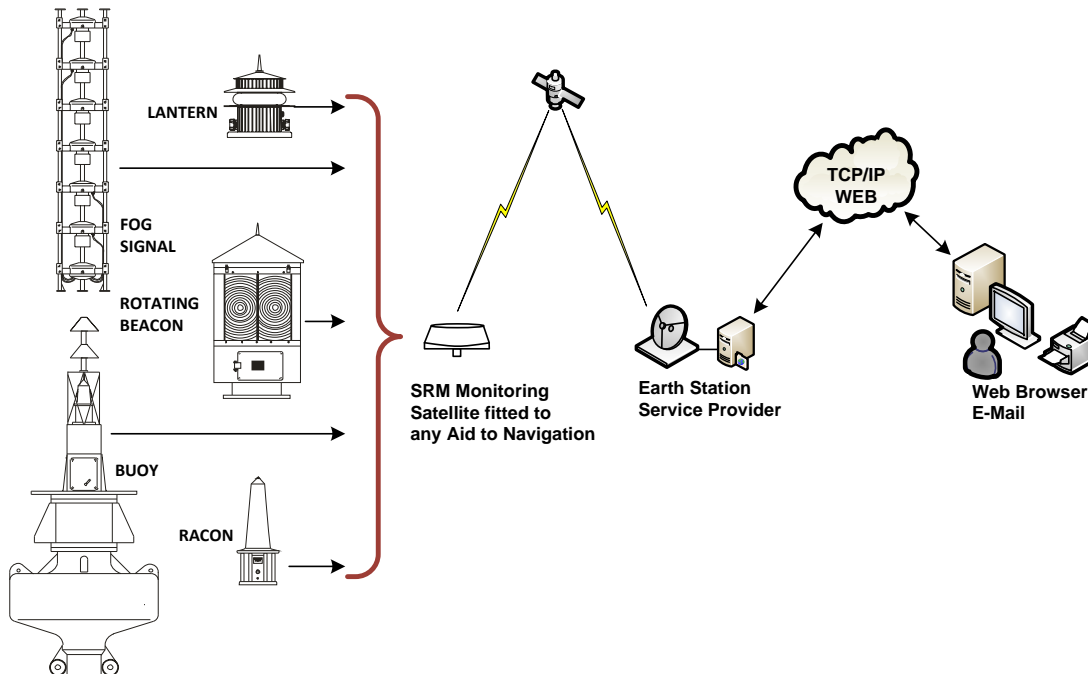 LANTERN
FOG
SIGNAL
ROTATING
BEACON
BUOY
RACON
SRM Monitoring
Satellite fitted to
any Aid to Navigation
Earth Station
Service Provider
TCP/IP
WEB
Web Browser
E-Mail